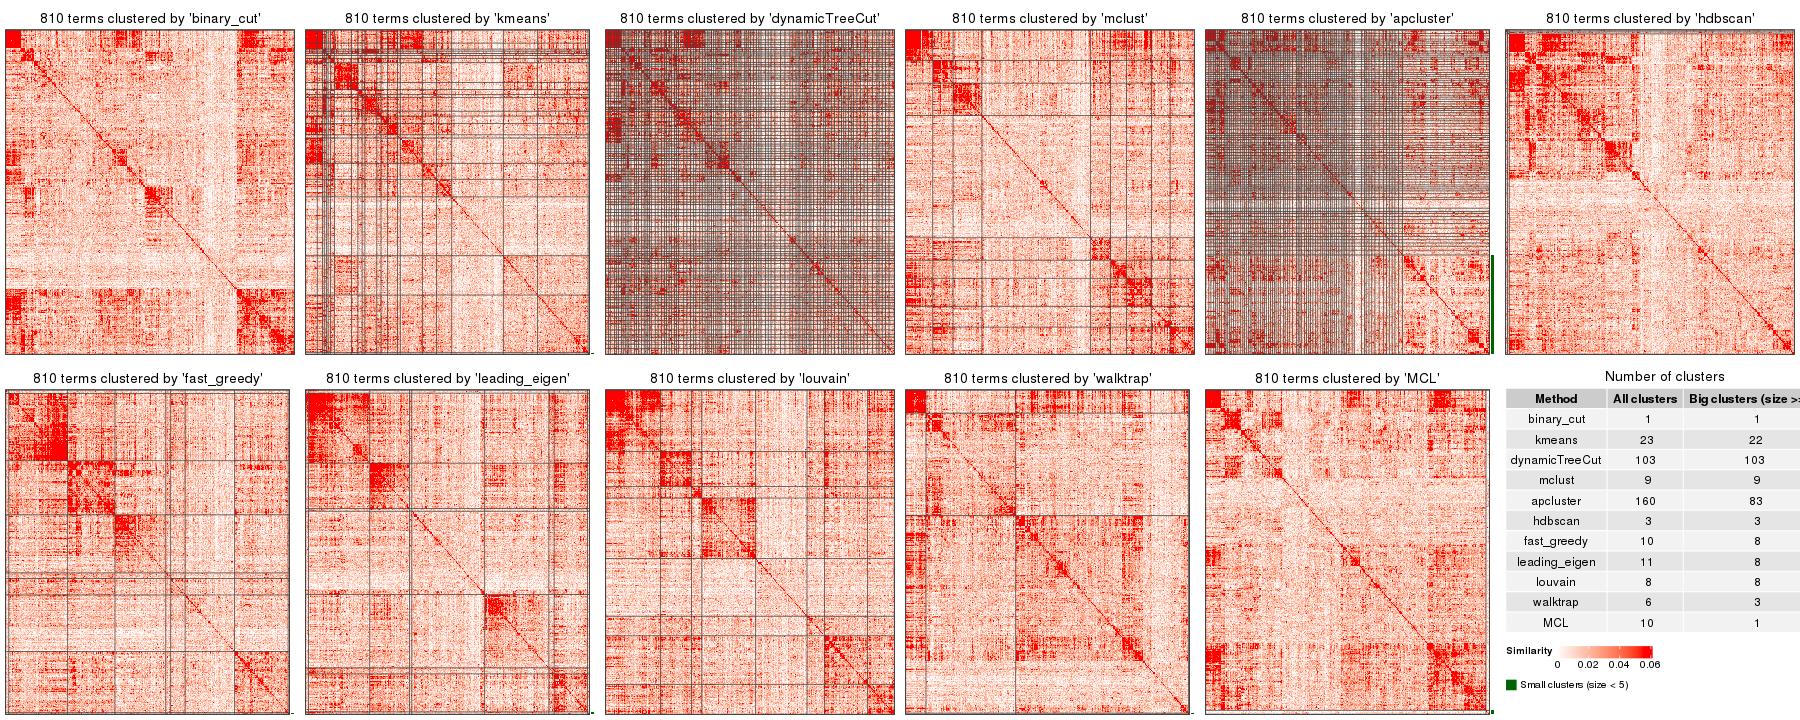 810 terms clustered by 'binary_cut'
810 terms clustered by 'kmeans'
810 terms clustered by 'dynamicTreeCut'
810 terms clustered by 'mclust'
810 terms clustered by 'apcluster'
810 terms clustered by 'hdbscan'
810 terms clustered by 'fast_greedy'
810 terms clustered by 'leading_eigen'
810 terms clustered by 'louvain'
810 terms clustered by 'walktrap'
810 terms clustered by 'MCL'
Number of clusters
Method All clusters Big clusters (size >=
binary_cut 1 1
kmeans 23 22
dynamicTreeCut 103 103
mclust 9 9
apcluster 160 83
hdbscan 3 3
fast_greedy 10 8
leading_eigen 11 8
louvain 8 8
walktrap 6 3
MCL 10 1
Similarity
0 0.02 0.04 0.06
Small clusters (size < 5)